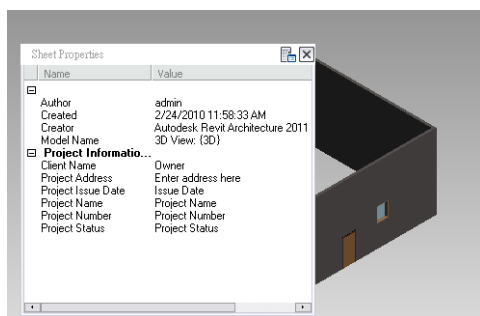 Sheet Properties
Name Value
Author admin
Created 2/24/2010 11:58:33 AM
Creator Autodesk Revit Architecture 2011
Model Name 3D View: {3D}
Project Informatio...
Client Name Owner
Project Address Enter address here
Project Issue Date Issue Date
Project Name Project Name
Project Number Project Number
Project Status Project Status